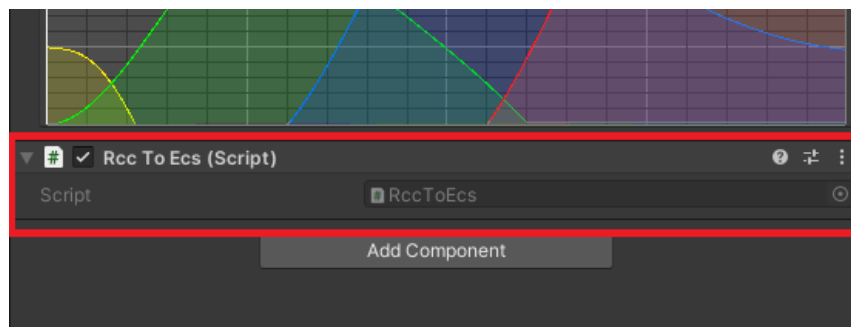 Rcc To Ecs (Script)
Script RccToEcs
Add Component